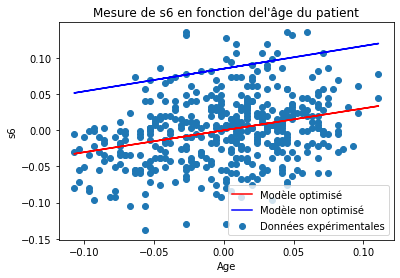 Mesure de s6 en fonction del'âge du patient
0.10
0.05
0.00
−0.05
−0.10
−0.15
s6
−0.10
−0.05
0.00
0.05
0.10
Age
Modèle optimisé
Modèle non optimisé
Données expérimentales